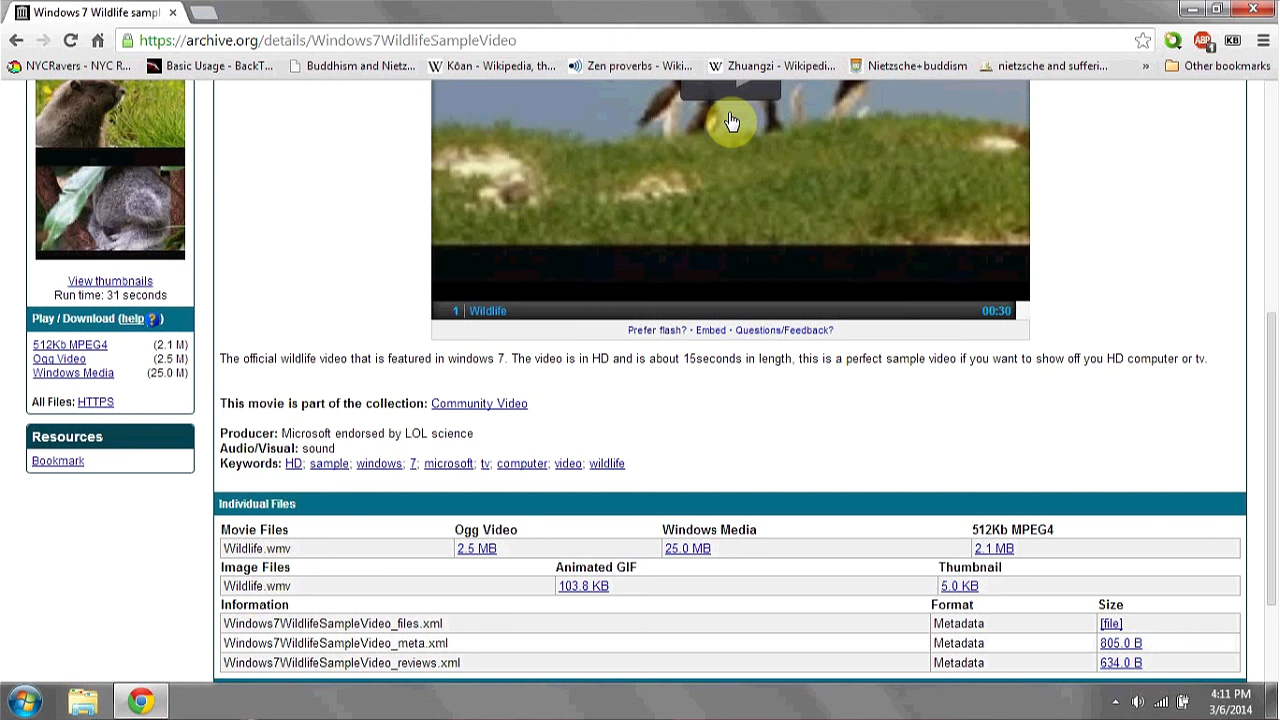 Windows 7 Wildlife samp
https://archive.org/details/Windows7WildlifeSampleVideo
ABP
1
KB
NYCRavers - NYC R...
Basic Usage - BackT...
Buddhism and Nietz...
Kōan - Wikipedia, th...
Zen proverbs - Wiki...
Zhuangzi - Wikipedi...
Nietzsche+buddism
nietzsche and sufferi...
»
Other bookmarks
View thumbnails
Run time: 31 seconds
Play / Download (help ? )
512Kb MPEG4 (2.1 M)
Ogg Video (2.5 M)
Windows Media (25.0 M)
All Files: HTTPS
Resources
Bookmark
1 Wildlife 00:30
Prefer flash? · Embed · Questions/Feedback?
The official wildlife video that is featured in windows 7. The video is in HD and is about 15seconds in length, this is a perfect sample video if you want to show off you HD computer or tv.
This movie is part of the collection: Community Video
Producer: Microsoft endorsed by LOL science
Audio/Visual: sound
Keywords: HD; sample; windows; 7; microsoft; tv; computer; video; wildlife
Individual Files
Movie Files Ogg Video Windows Media 512Kb MPEG4
Wildlife.wmv 2.5 MB 25.0 MB 2.1 MB
Image Files Animated GIF Thumbnail
Wildlife.wmv 103.8 KB 5.0 KB
Information Format Size
Windows7WildlifeSampleVideo_files.xml Metadata [file]
Windows7WildlifeSampleVideo_meta.xml Metadata 805.0 B
Windows7WildlifeSampleVideo_reviews.xml Metadata 634.0 B
4:11 PM
3/6/2014